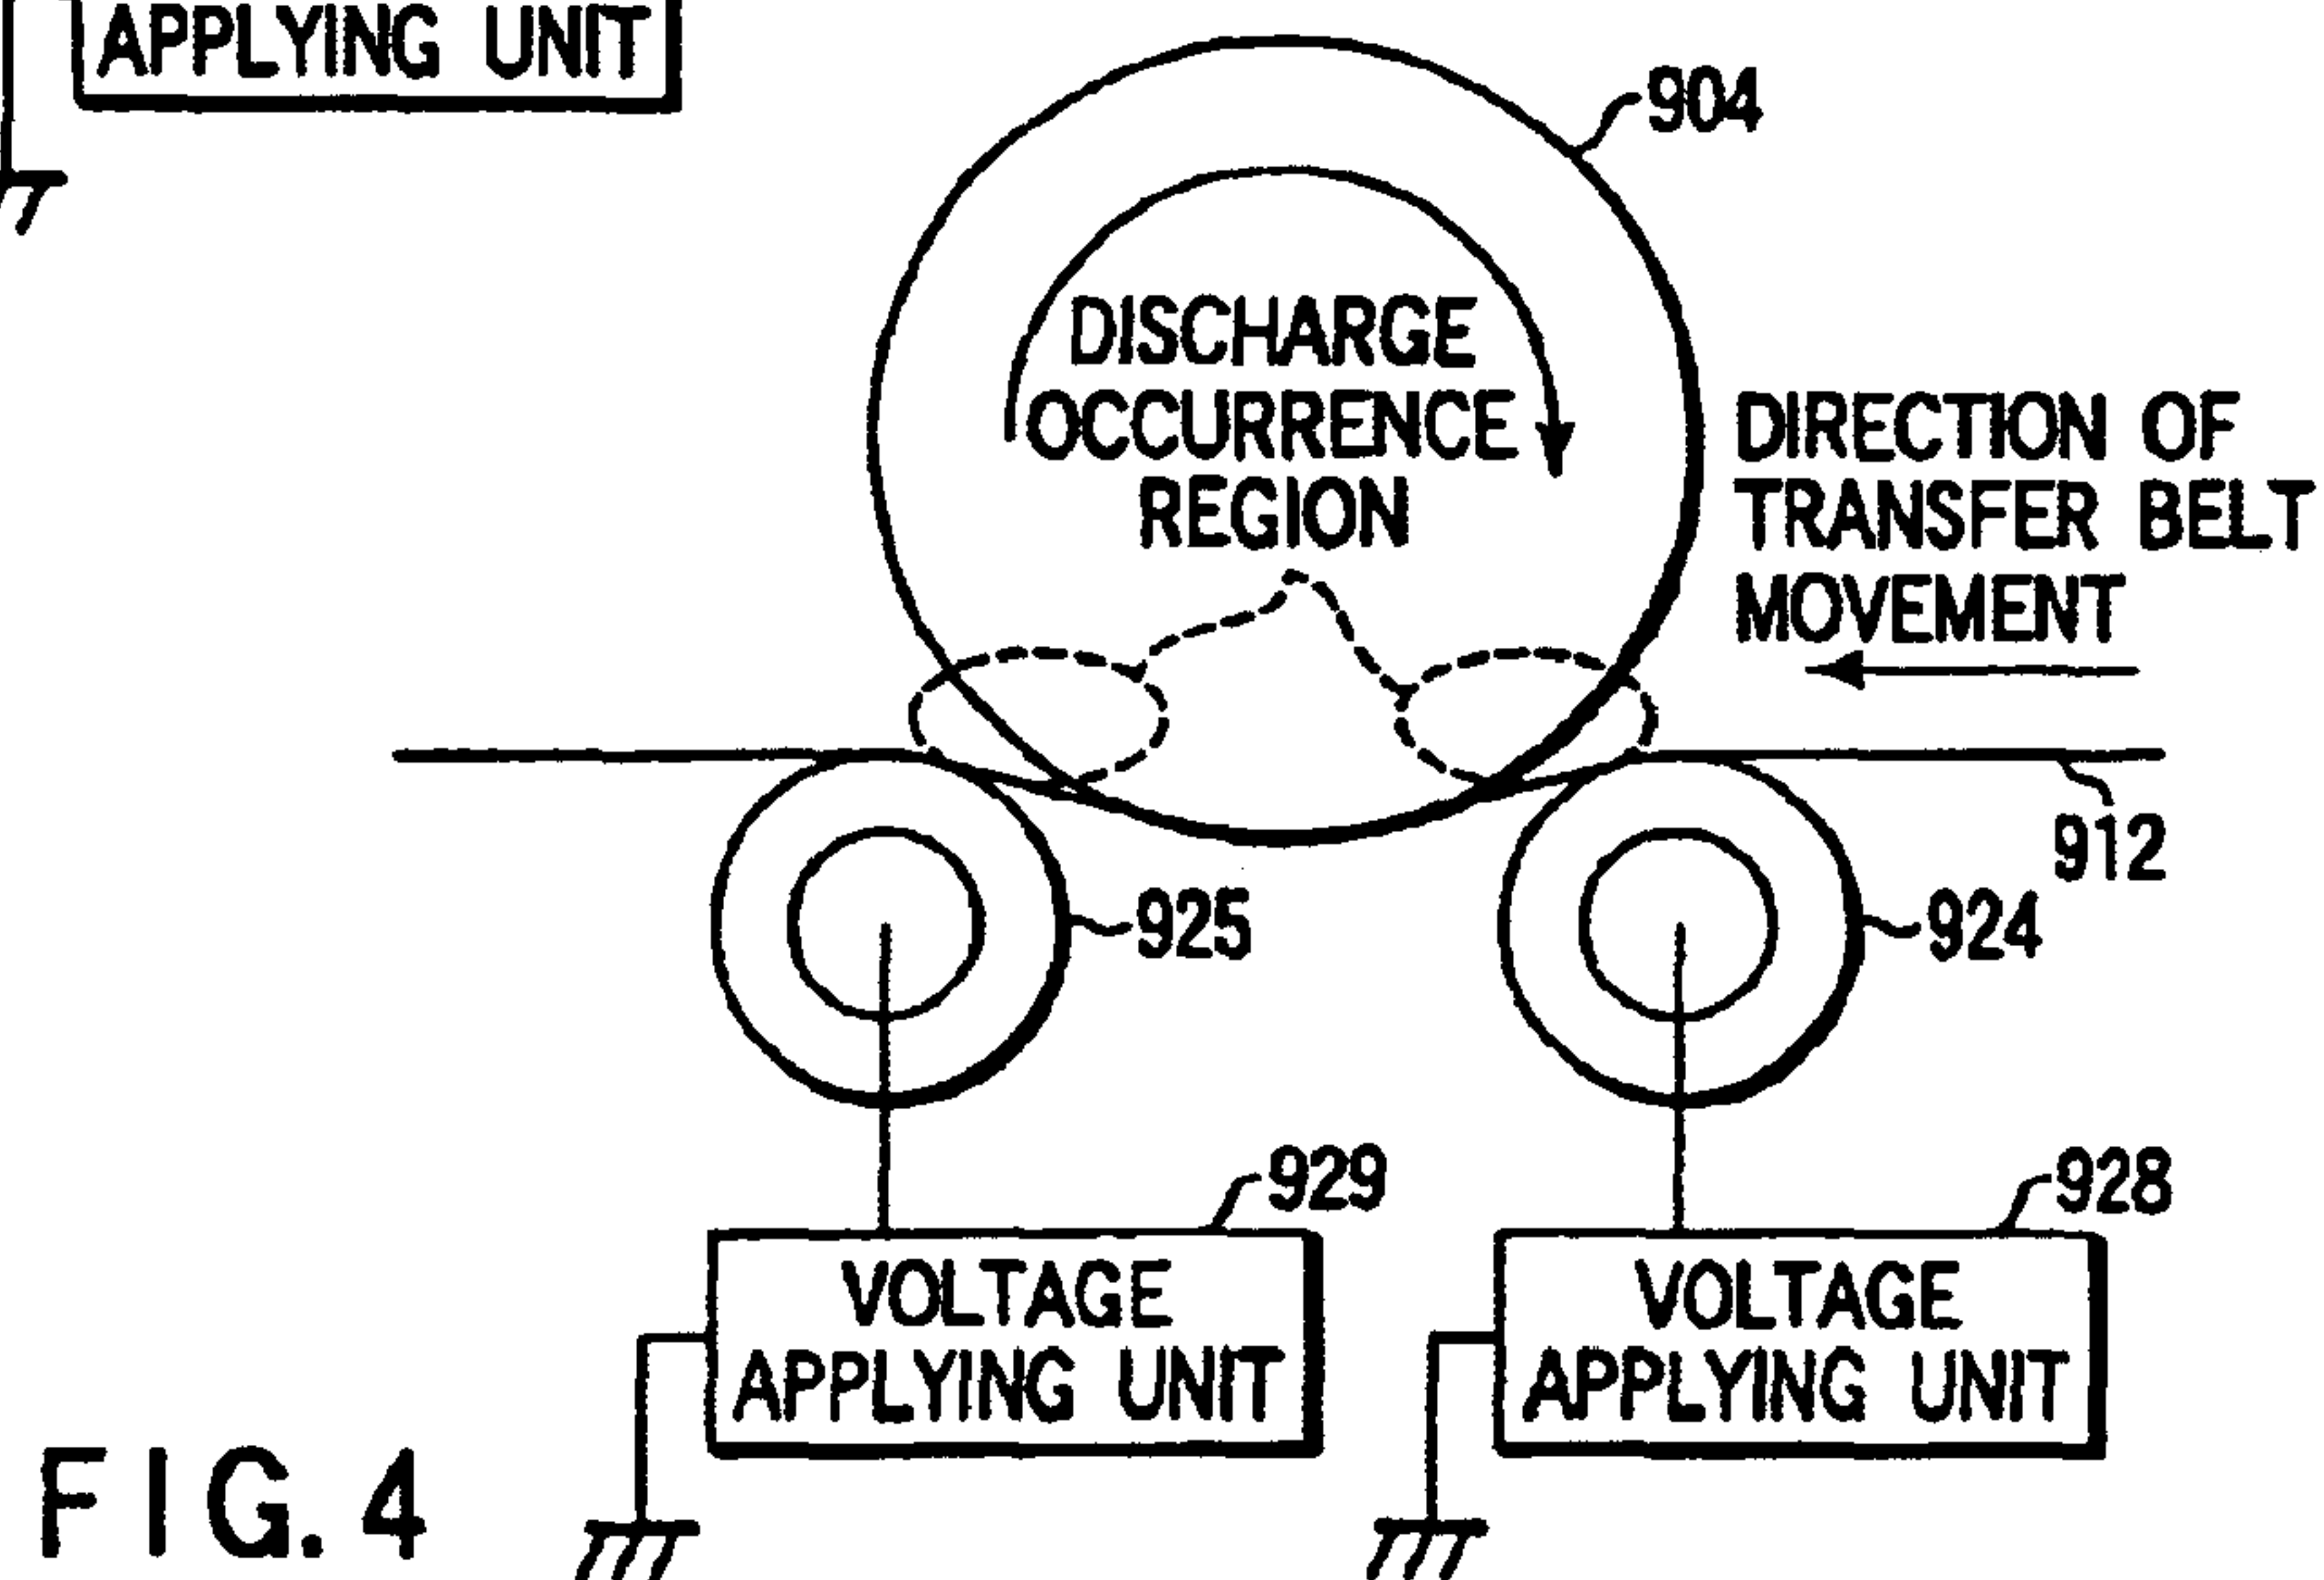 APPLYING UNIT
904
DISCHARGE
OCCURRENCE
REGION
DIRECTION OF
TRANSFER BELT
MOVEMENT
912
925
924
929
928
VOLTAGE
APPLYING UNIT
VOLTAGE
APPLYING UNIT
FIG. 4